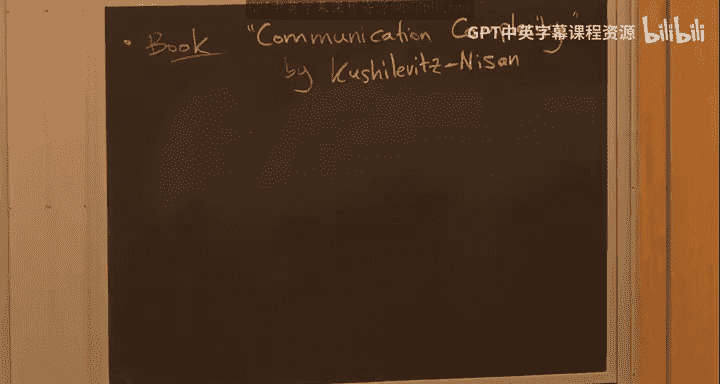 • Book "Communication Complexity"
by Kushilevitz-Nisan
GPT中英字幕课程资源 bilibili